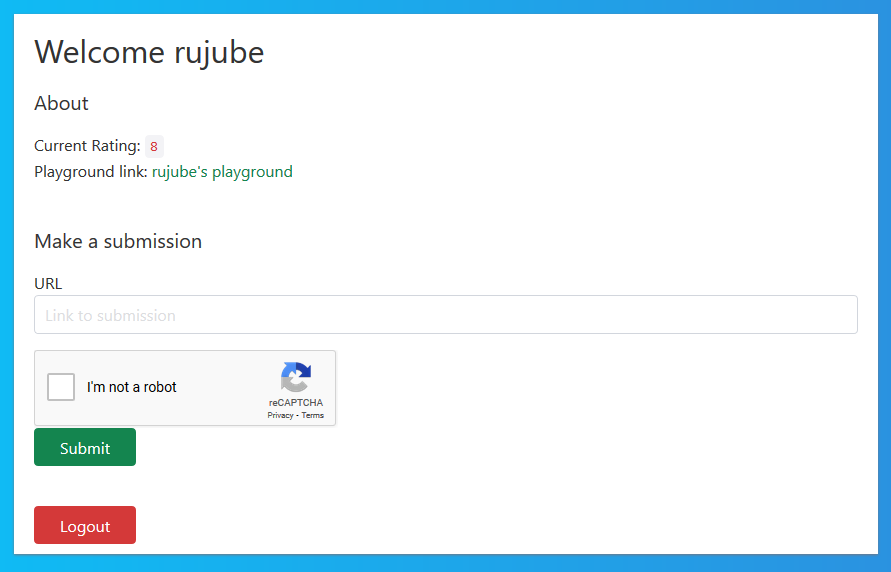 Welcome rujube
About
Current Rating: 8
Playground link: rujube's playground
Make a submission
URL
Link to submission
I'm not a robot
reCAPTCHA
Privacy - Terms
Submit
Logout